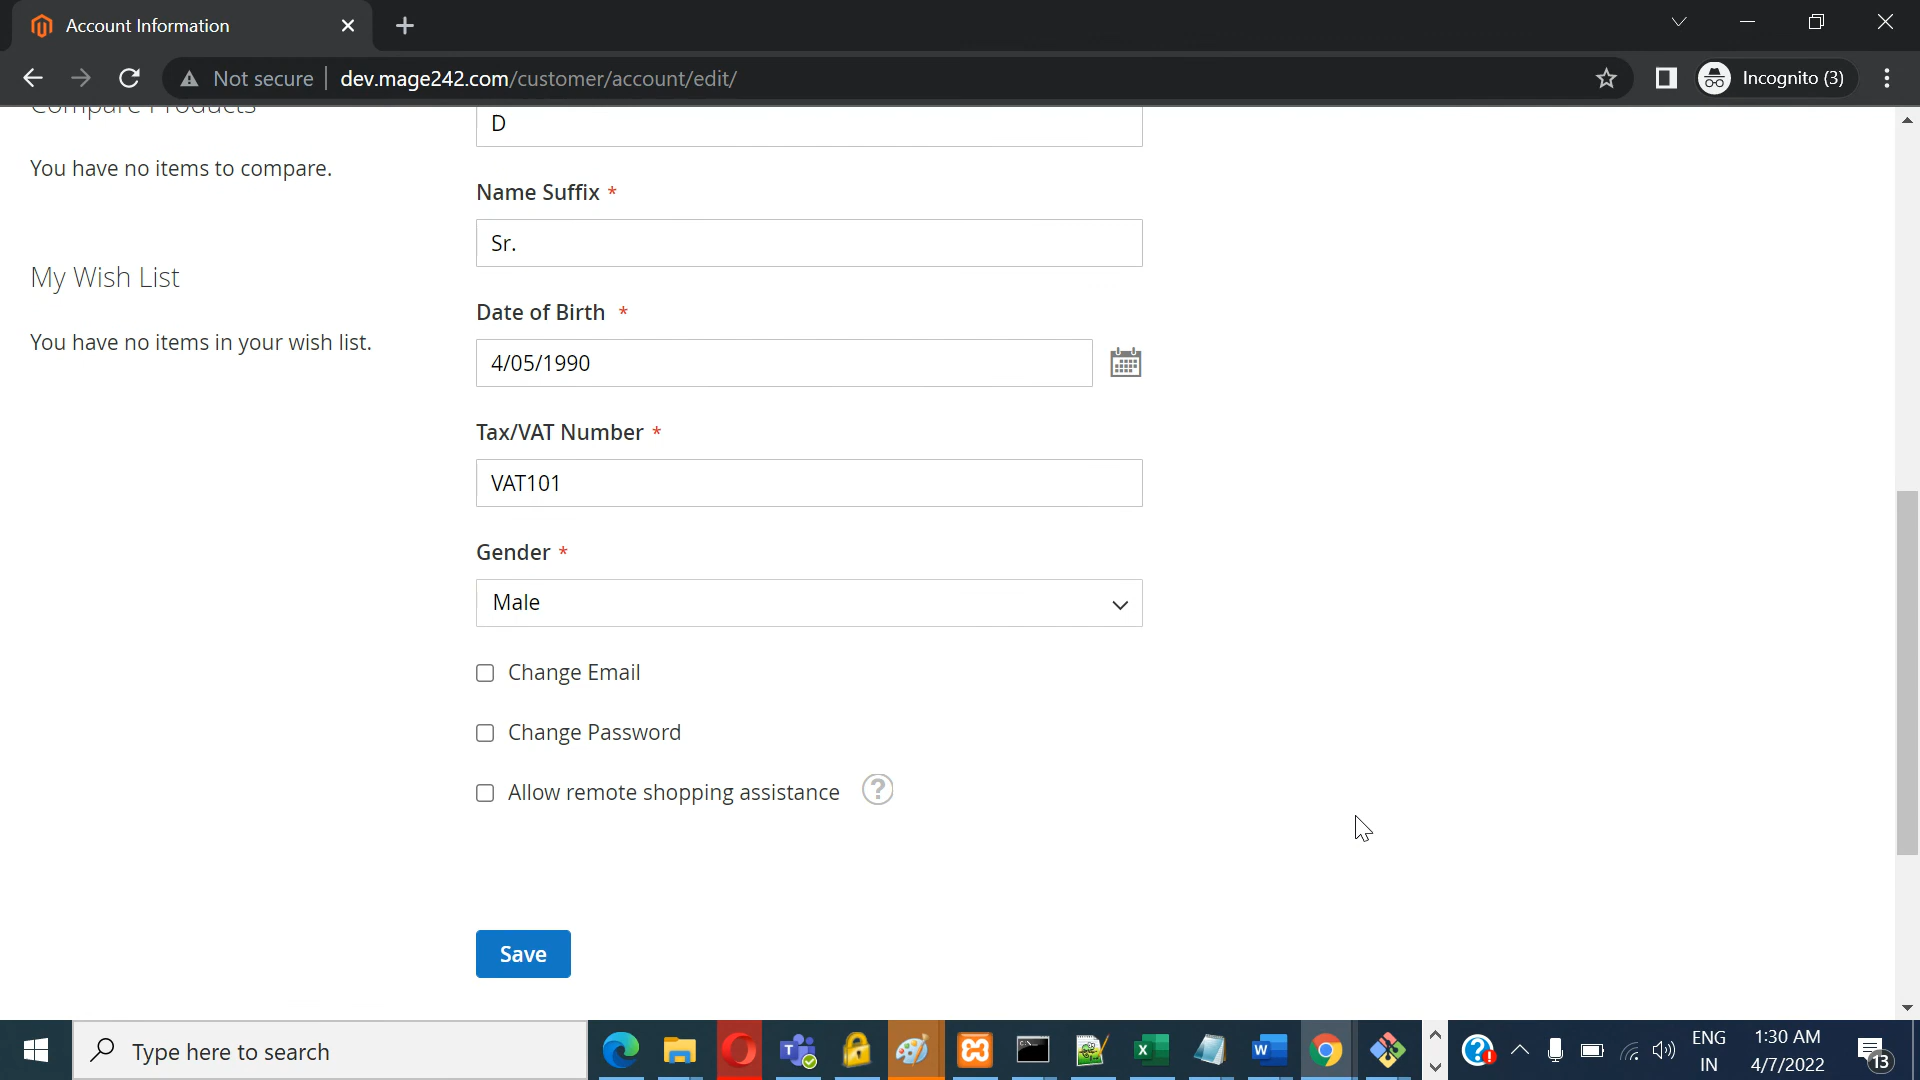 Account Information
Not secure
dev.mage242.com/customer/account/edit/
Incognito (3)
Compare Products
You have no items to compare.
My Wish List
You have no items in your wish list.
D
Name Suffix *
Sr.
Date of Birth *
4/05/1990
Tax/VAT Number *
VAT101
Gender *
Male
Change Email
Change Password
Allow remote shopping assistance ?
Save
Type here to search
ENG
IN
1:30 AM
4/7/2022
13